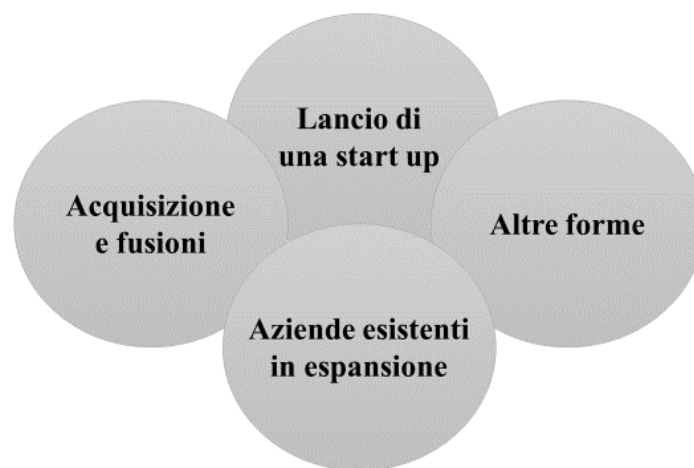 Lancio di
una start up
Acquisizione
e fusioni
Altre forme
Aziende esistenti
in espansione